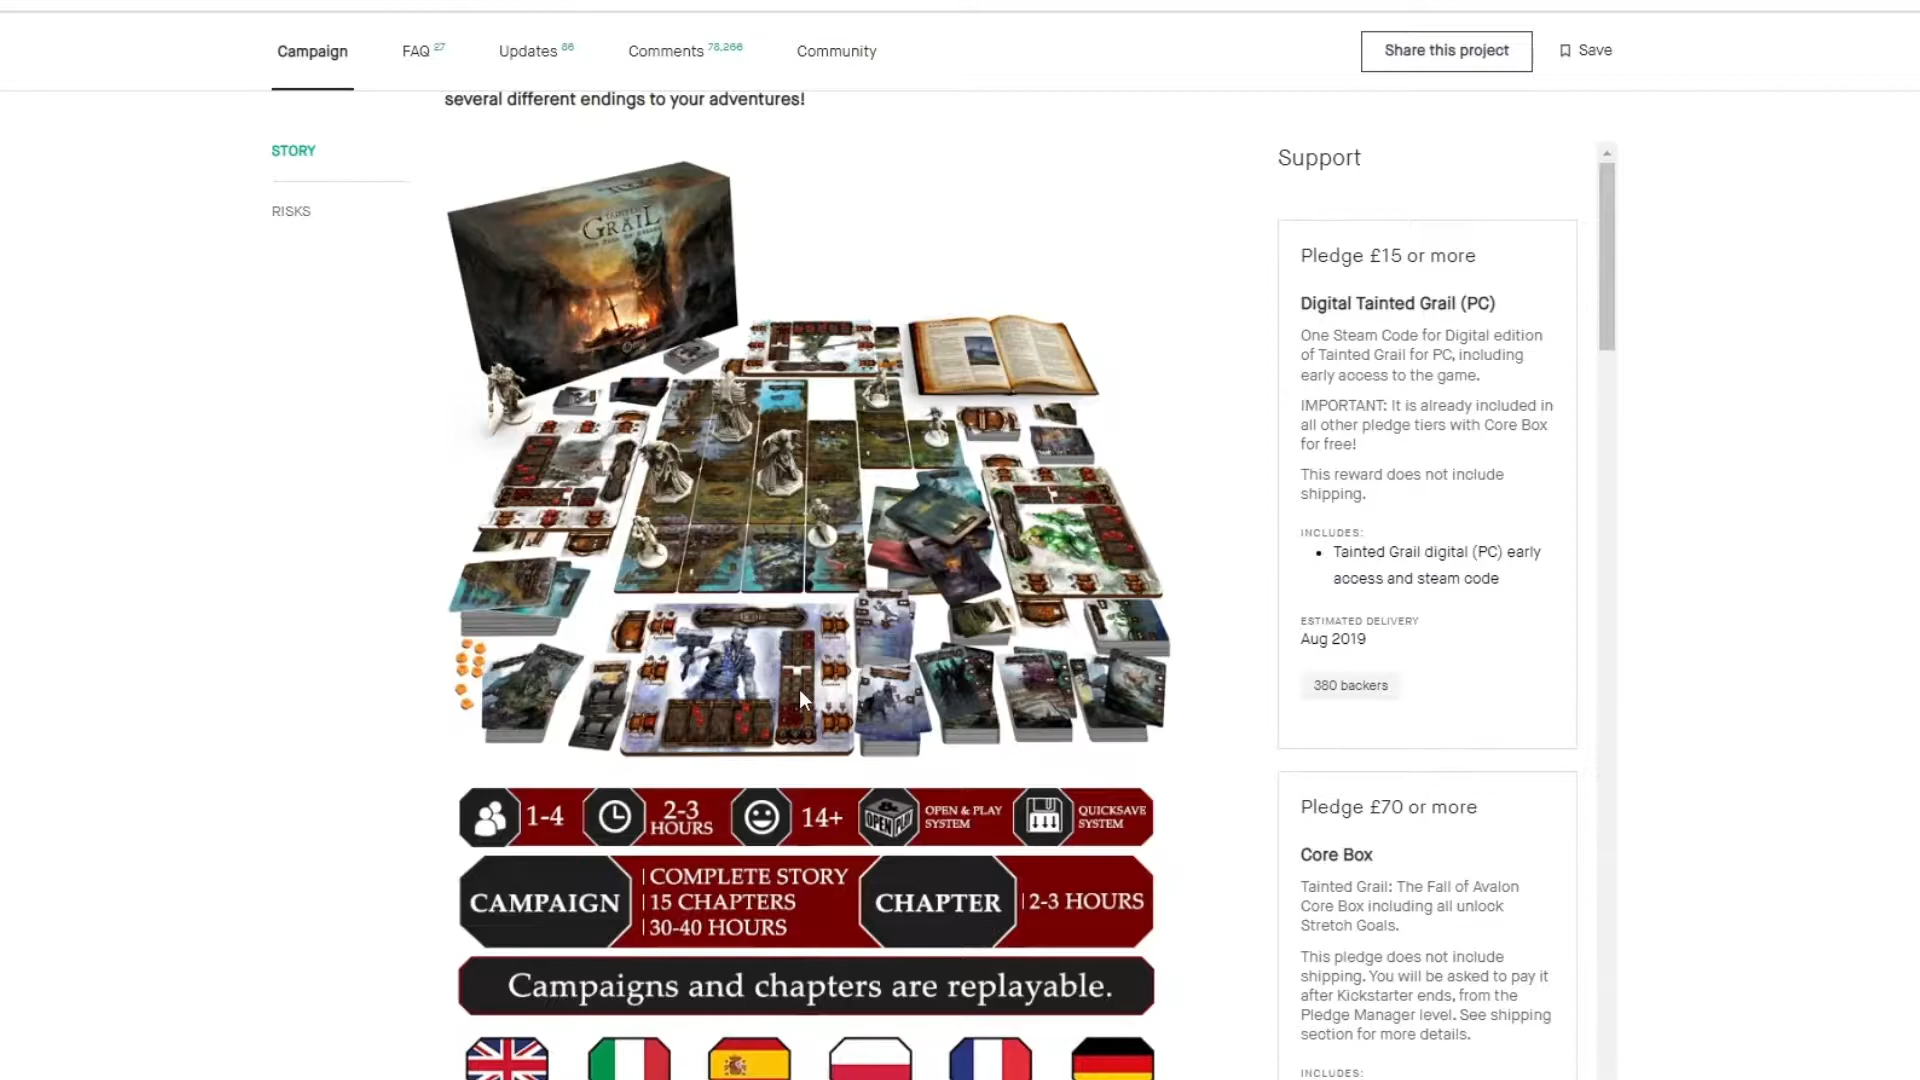 Campaign
FAQ 27
Updates 86
Comments 78,266
Community
Share this project
Save
several different endings to your adventures!
STORY
RISKS
TAINTED
GRAIL
Support
Pledge £15 or more
Digital Tainted Grail (PC)
One Steam Code for Digital edition
of Tainted Grail for PC, including
early access to the game.
IMPORTANT: It is already included in
all other pledge tiers with Core Box
for free!
This reward does not include
shipping.
INCLUDES:
• Tainted Grail digital (PC) early
access and steam code
ESTIMATED DELIVERY
Aug 2019
380 backers
1-4
2-3
HOURS
14+
OPEN & PLAY
OPEN & PLAY
SYSTEM
QUICKSAVE
SYSTEM
CAMPAIGN
COMPLETE STORY
15 CHAPTERS
30-40 HOURS
CHAPTER
2-3 HOURS
Campaigns and chapters are replayable.
Pledge £70 or more
Core Box
Tainted Grail: The Fall of Avalon
Core Box including all unlock
Stretch Goals.
This pledge does not include
shipping. You will be asked to pay it
after Kickstarter ends, from the
Pledge Manager level. See shipping
section for more details.
INCLUDES: